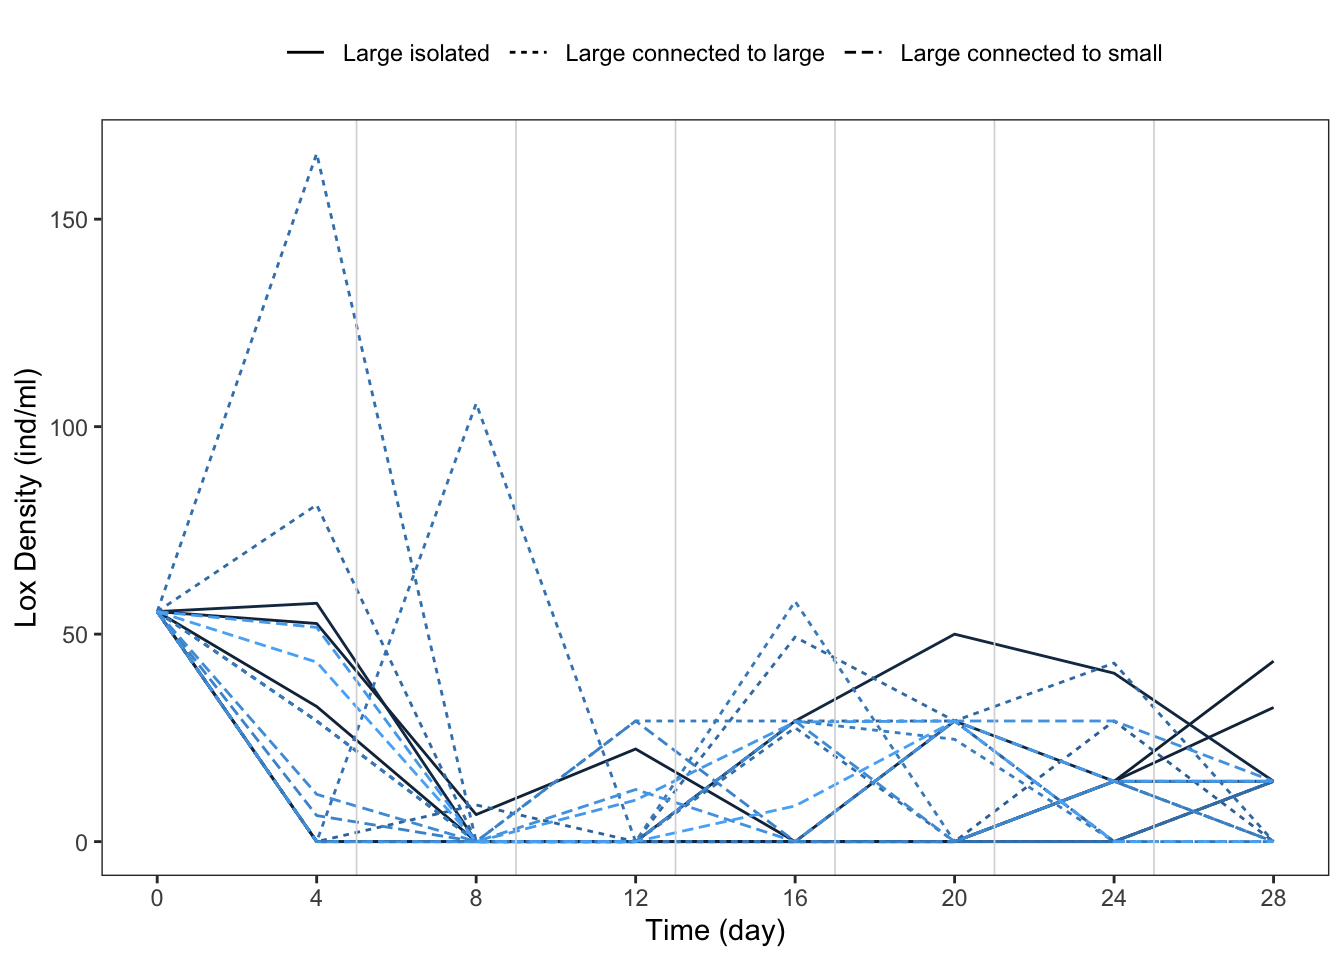 Large isolated Large connected to large Large connected to small
Lox Density (ind/ml)
150
100
50
0
0 4 8 12 16 20 24 28
Time (day)